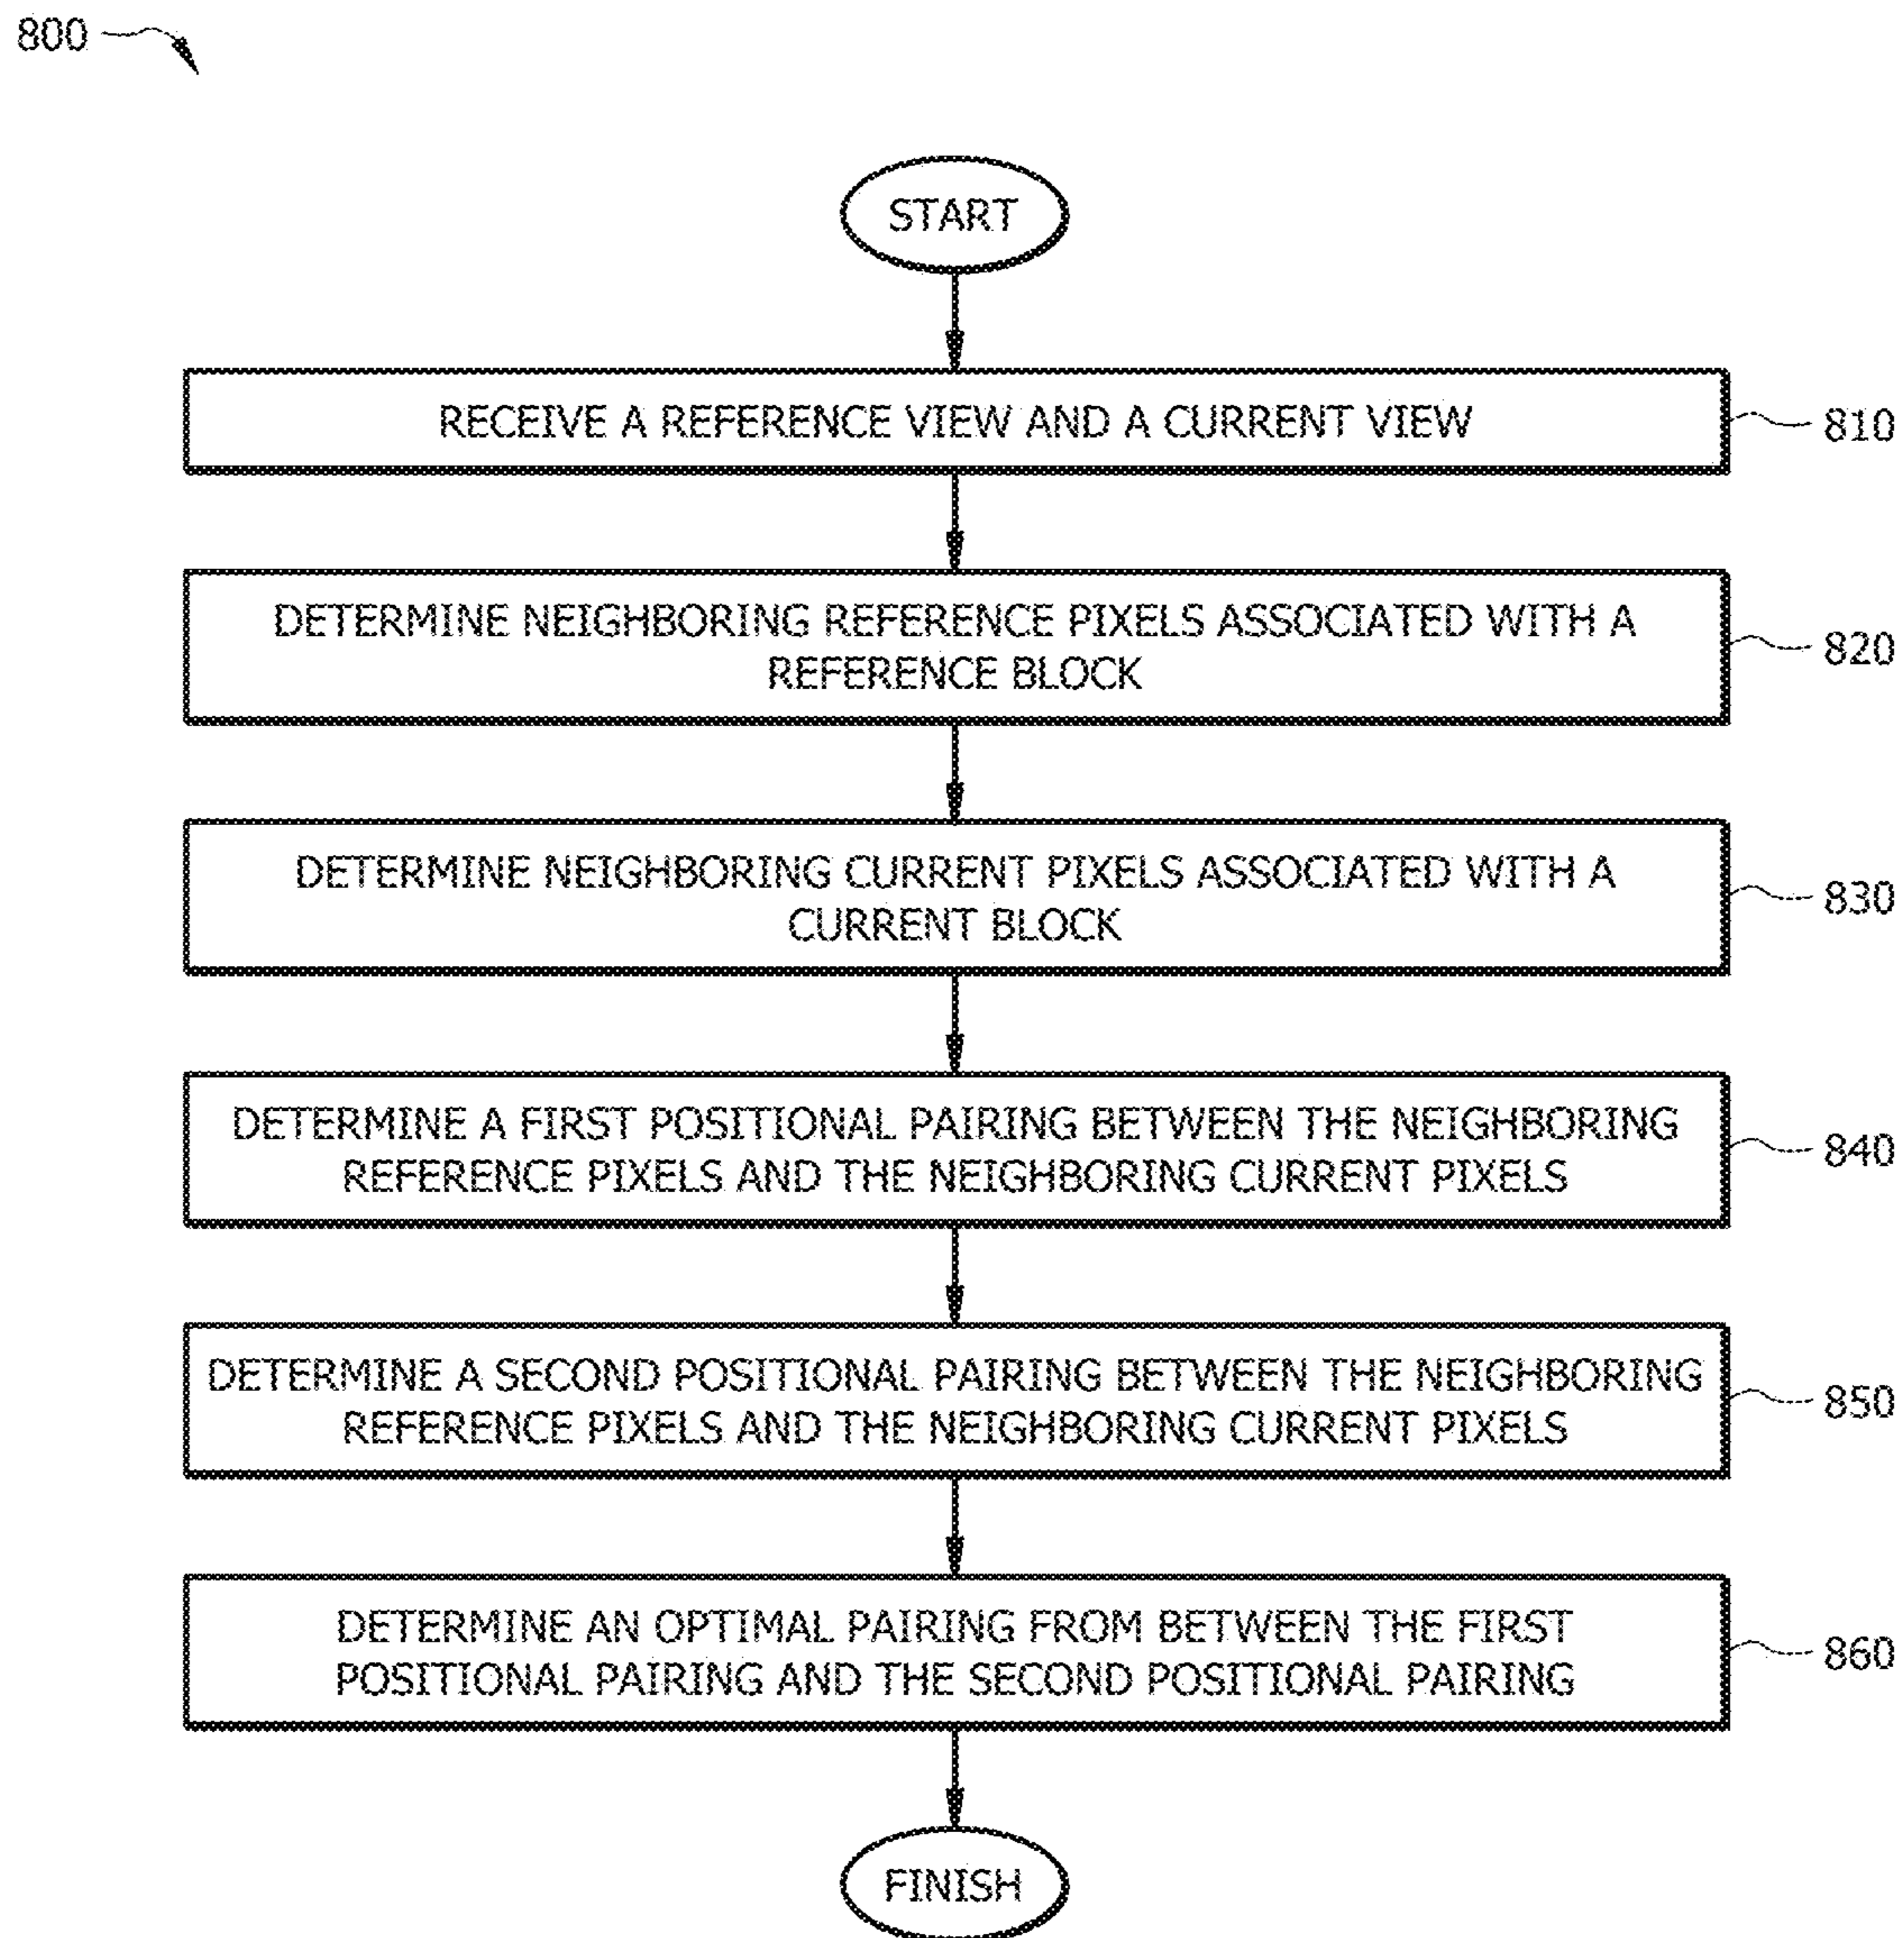 800
START
RECEIVE A REFERENCE VIEW AND A CURRENT VIEW
810
DETERMINE NEIGHBORING REFERENCE PIXELS ASSOCIATED WITH A
REFERENCE BLOCK
820
DETERMINE NEIGHBORING CURRENT PIXELS ASSOCIATED WITH A
CURRENT BLOCK
830
DETERMINE A FIRST POSITIONAL PAIRING BETWEEN THE NEIGHBORING
REFERENCE PIXELS AND THE NEIGHBORING CURRENT PIXELS
840
DETERMINE A SECOND POSITIONAL PAIRING BETWEEN THE NEIGHBORING
REFERENCE PIXELS AND THE NEIGHBORING CURRENT PIXELS
850
DETERMINE AN OPTIMAL PAIRING FROM BETWEEN THE FIRST
POSITIONAL PAIRING AND THE SECOND POSITIONAL PAIRING
860
FINISH